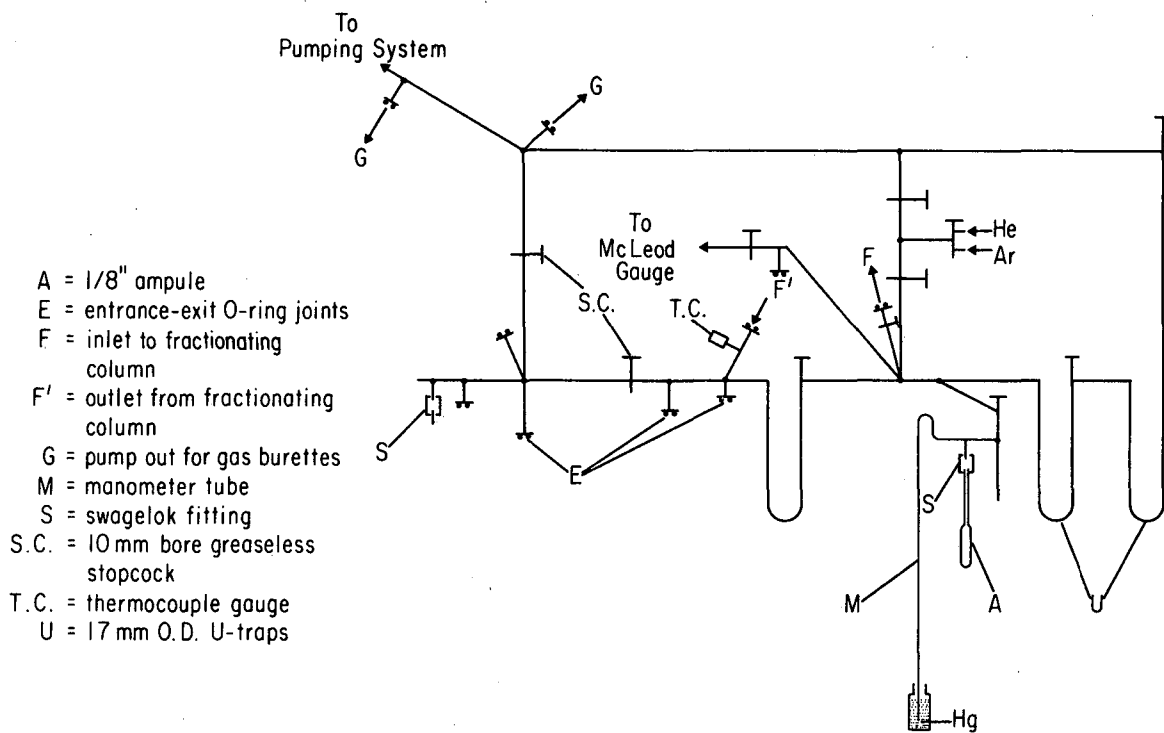 To
Pumping System
G
G
To
McLeod
Gauge
He
Ar
F
F'
S.C.
T.C.
A = 1/8" ampule
E = entrance-exit O-ring joints
F = inlet to fractionating
column
F' = outlet from fractionating
column
G = pump out for gas burettes
M = manometer tube
S = swagelok fitting
S.C. = 10 mm bore greaseless
stopcock
T.C. = thermocouple gauge
U = 17 mm O.D. U-traps
S
E
S
M
A
U
Hg